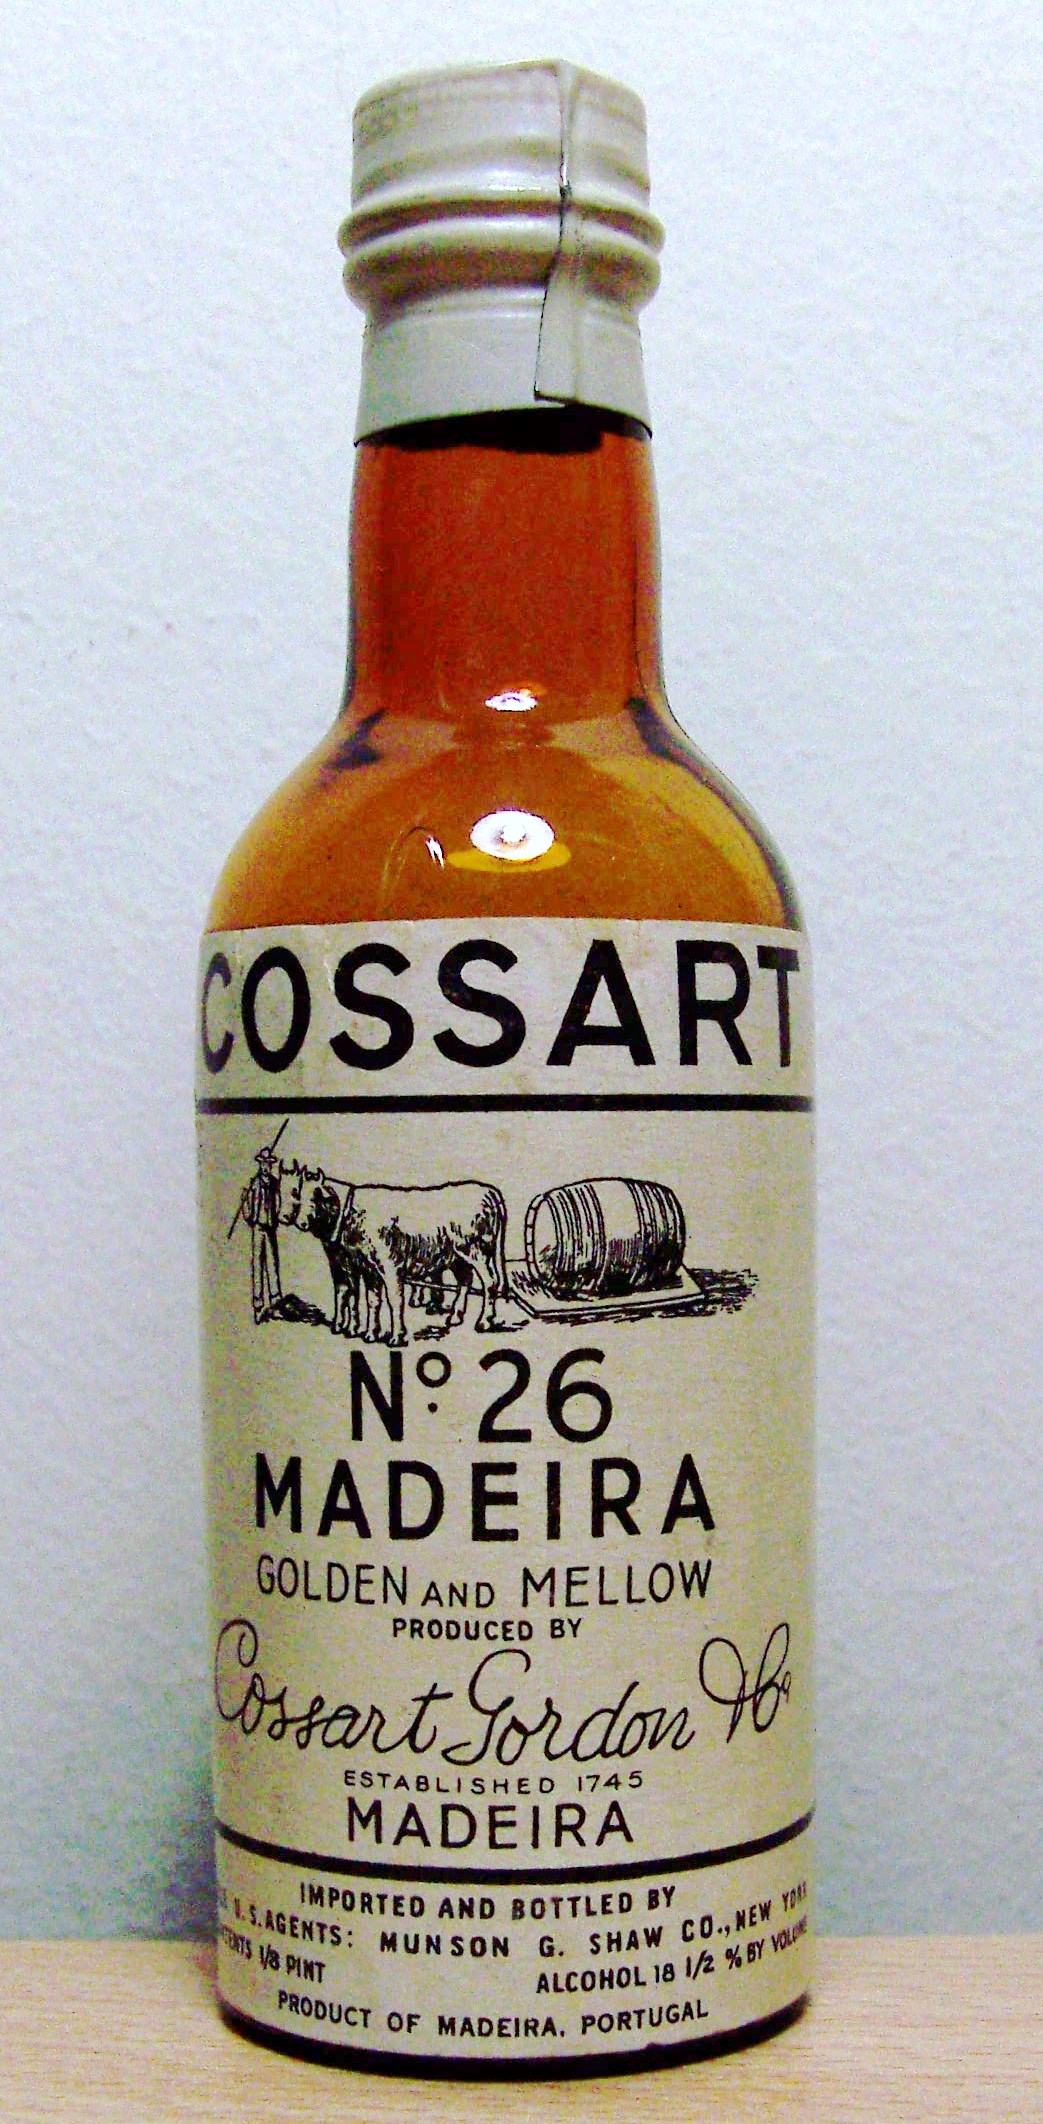 COSSART
Nº. 26
MADEIRA
GOLDEN AND MELLOW
PRODUCED BY
Cossart Gordon & Co
ESTABLISHED 1745
MADEIRA
IMPORTED AND BOTTLED BY
U.S. AGENTS: MUNSON G. SHAW CO., NEW YORK
1/8 PINT
ALCOHOL 18 1/2 % BY VOLUME
PRODUCT OF MADEIRA, PORTUGAL